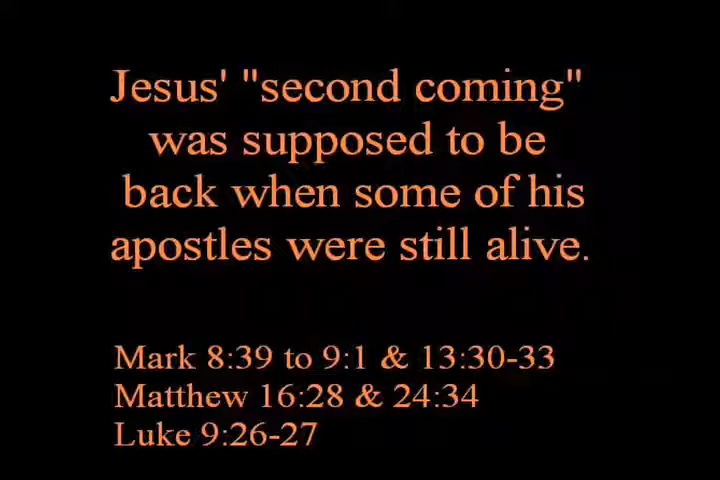 Jesus' "second coming"
was supposed to be
back when some of his
apostles were still alive.
Mark 8:39 to 9:1 & 13:30-33
Matthew 16:28 & 24:34
Luke 9:26-27